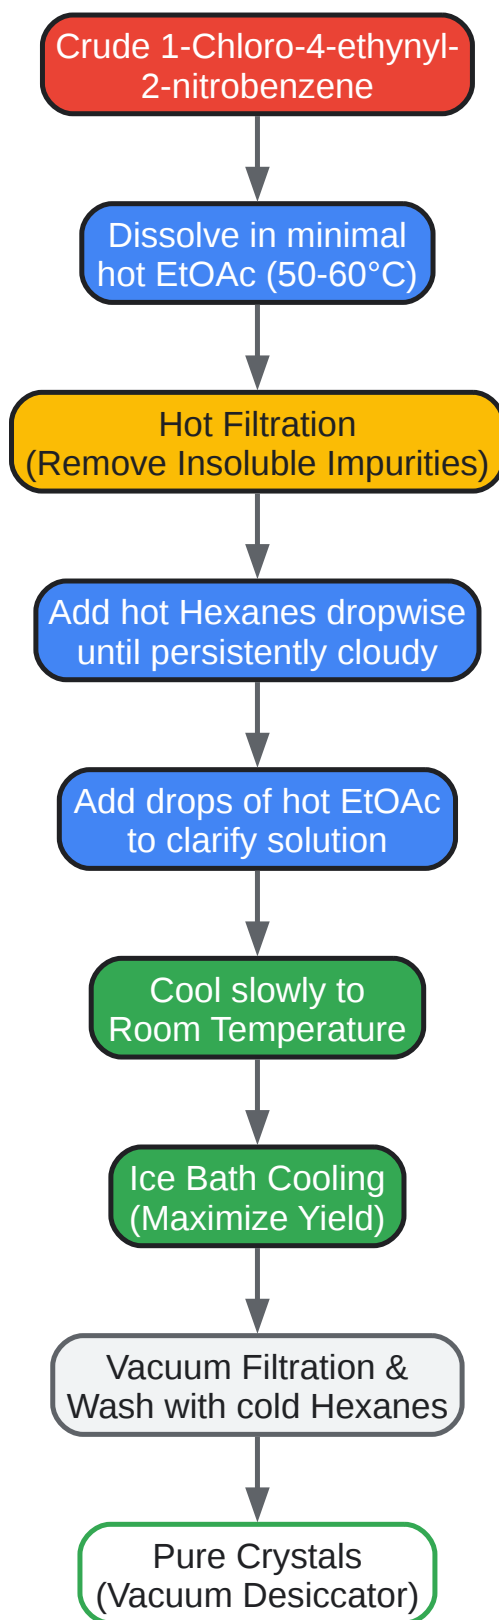 Crude 1-Chloro-4-ethynyl-
2-nitrobenzene
Dissolve in minimal
hot EtOAc (50-60°C)
Hot Filtration
(Remove Insoluble Impurities)
Add hot Hexanes dropwise
until persistently cloudy
Add drops of hot EtOAc
to clarify solution
Cool slowly to
Room Temperature
Ice Bath Cooling
(Maximize Yield)
Vacuum Filtration &
Wash with cold Hexanes
Pure Crystals
(Vacuum Desiccator)